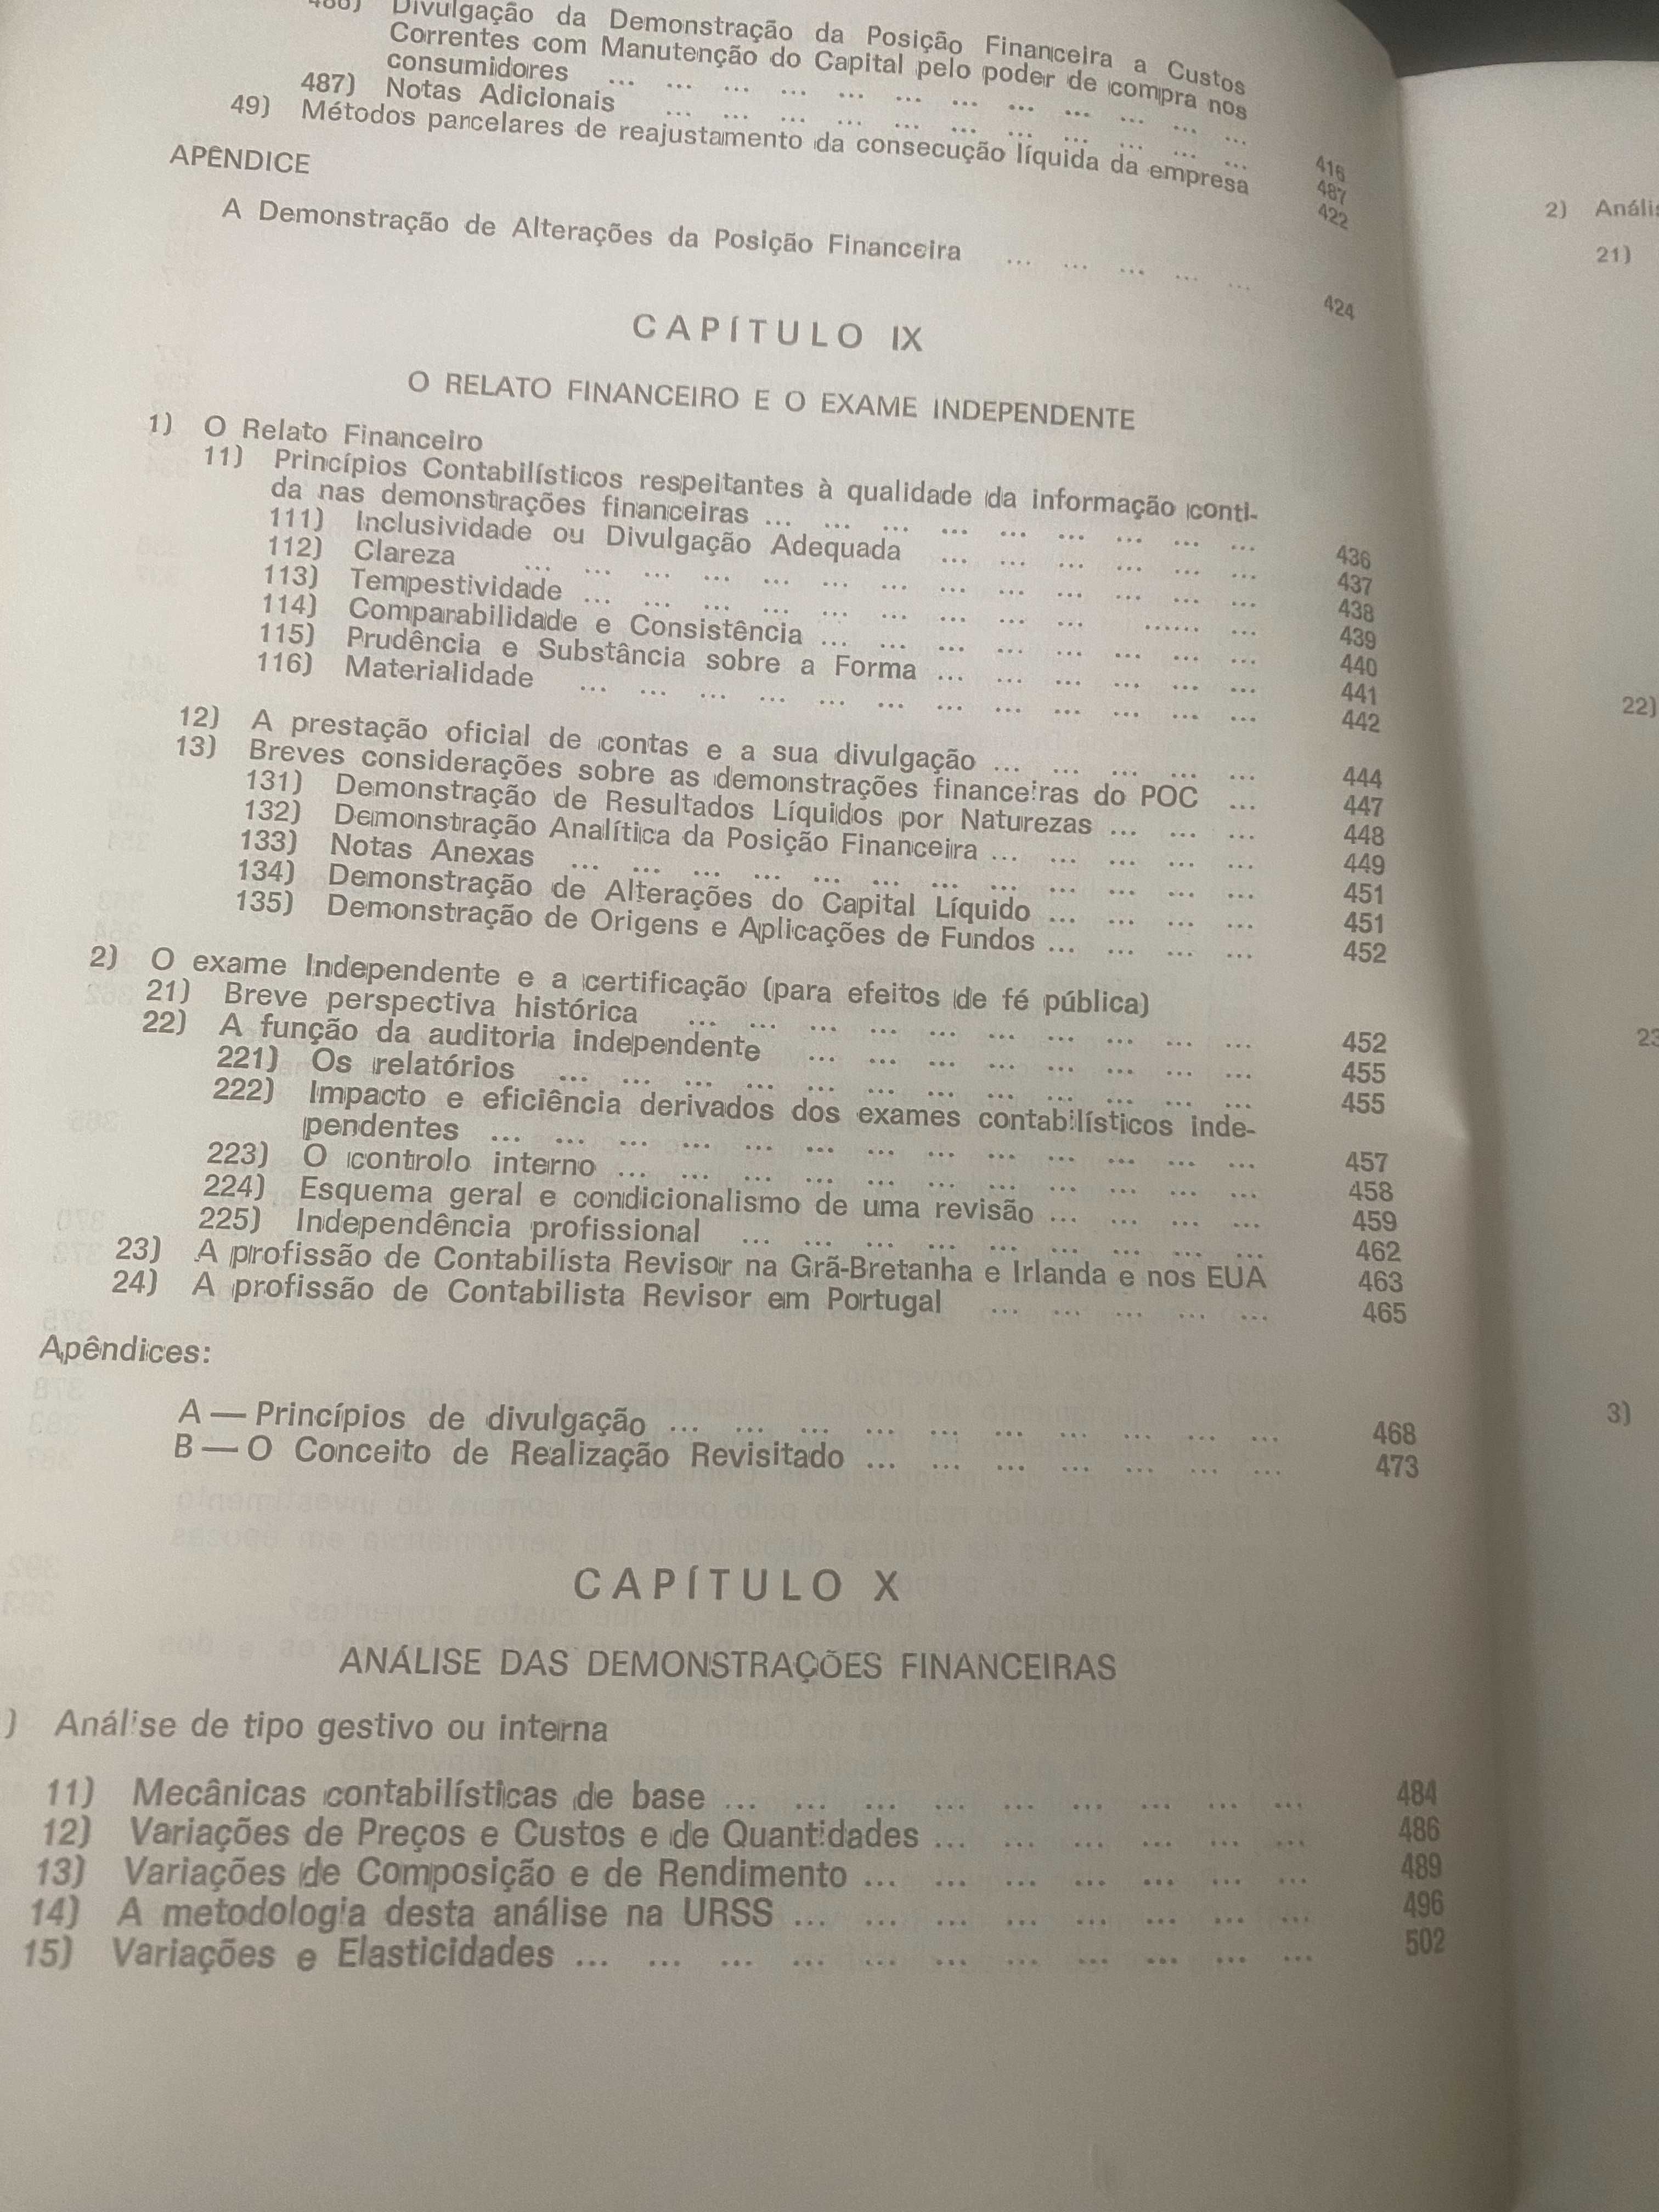 486) Divulgação da Demonstração da Posição Financeira a Custos
Correntes com Manutenção do Capital pelo poder de compra nos
consumidores ... ... ... ... ... ... ... ... ... ... ... ... 416
487) Notas Adicionais ... ... ... ... ... ... ... ... ... ... ... 487
49) Métodos parcelares de reajustamento da consecução líquida da empresa 422
APÊNDICE
A Demonstração de Alterações da Posição Financeira ... ... ... ... ... 424
CAPÍTULO IX
O RELATO FINANCEIRO E O EXAME INDEPENDENTE
1) O Relato Financeiro
11) Princípios Contabilísticos respeitantes à qualidade da informação conti-
da nas demonstrações financeiras ... ... ... ... ... ... ... ... ... 436
111) Inclusividade ou Divulgação Adequada ... ... ... ... ... ... 437
112) Clareza ... ... ... ... ... ... ... ... ... ... ... ... ... 438
113) Tempestividade ... ... ... ... ... ... ... ... ... ...... ... 439
114) Comparabilidade e Consistência ... ... ... ... ... ... ... ... 440
115) Prudência e Substância sobre a Forma ... ... ... ... ... ... 441
116) Materialidade ... ... ... ... ... ... ... ... ... ... ... ... 442
12) A prestação oficial de contas e a sua divulgação ... ... ... ... ... 444
13) Breves considerações sobre as demonstrações financeiras do POC ... 447
131) Demonstração de Resultados Líquidos por Naturezas ... ... ... 448
132) Demonstração Analítica da Posição Financeira ... ... ... ... ... 449
133) Notas Anexas ... ... ... ... ... ... ... ... ... ... ... ... 451
134) Demonstração de Alterações do Capital Líquido ... ... ... ... 451
135) Demonstração de Origens e Aplicações de Fundos ... ... ... ... 452
2) O exame Independente e a certificação (para efeitos de fé pública)
21) Breve perspectiva histórica ... ... ... ... ... ... ... ... ... ... 452
22) A função da auditoria independente ... ... ... ... ... ... ... ... 455
221) Os relatórios ... ... ... ... ... ... ... ... ... ... ... ... 455
222) Impacto e eficiência derivados dos exames contabilísticos inde-
pendentes ... ... ... ... ... ... ... ... ... ... ... ... ... 457
223) O controlo interno ... ... ... ... ... ... ... ... ... ... ... 458
224) Esquema geral e condicionalismo de uma revisão ... ... ... ... 459
225) Independência profissional ... ... ... ... ... ... ... ... ... 462
23) A profissão de Contabilista Revisor na Grã-Bretanha e Irlanda e nos EUA 463
24) A profissão de Contabilista Revisor em Portugal ... ... ... ... ... 465
Apêndices:
A — Princípios de divulgação ... ... ... ... ... ... ... ... ... ... 468
B — O Conceito de Realização Revisitado ... ... ... ... ... ... ... 473
CAPÍTULO X
ANÁLISE DAS DEMONSTRAÇÕES FINANCEIRAS
) Análise de tipo gestivo ou interna
11) Mecânicas contabilísticas de base ... ... ... ... ... ... ... ... ... 484
12) Variações de Preços e Custos e de Quantidades ... ... ... ... ... ... 486
13) Variações de Composição e de Rendimento ... ... ... ... ... ... ... 489
14) A metodologia desta análise na URSS ... ... ... ... ... ... ... ... 496
15) Variações e Elasticidades ... ... ... ... ... ... ... ... ... ... ... 502
2) Anális
21)
22)
23
3)